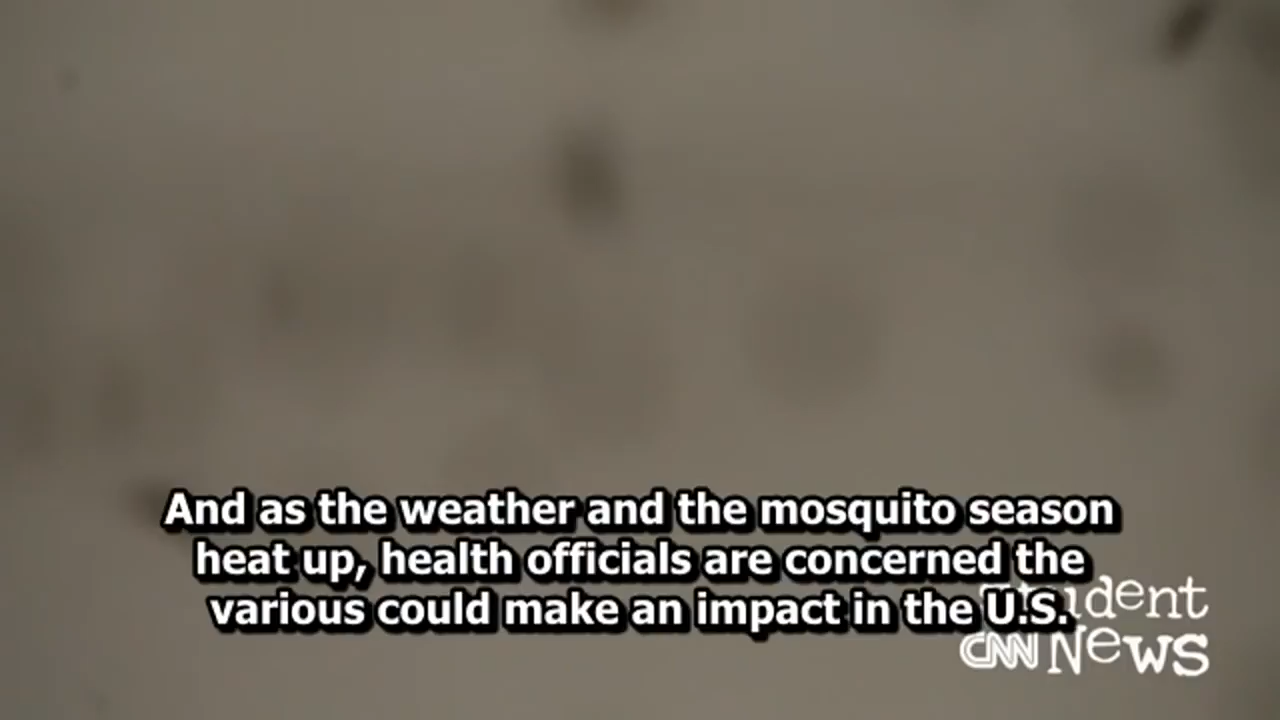 And as the weather and the mosquito season
heat up, health officials are concerned the
various could make an impact in the U.S.
Student
CNN News